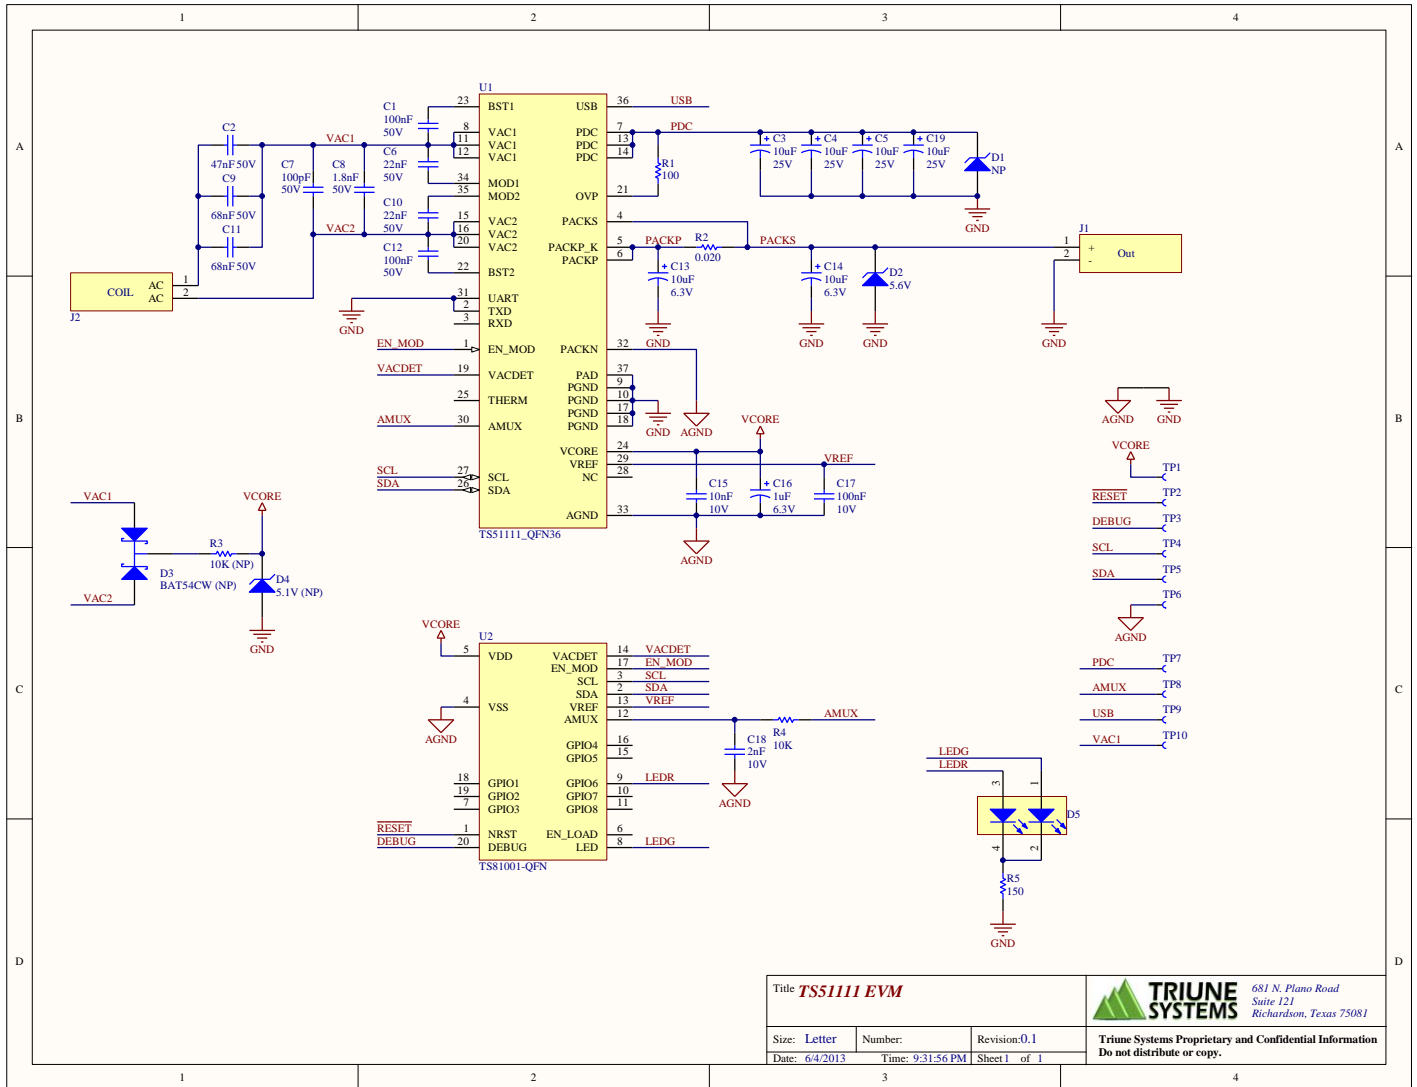 1 2 3 4
A A
B B
C C
D D
1 2 3 4
U1
23 BST1
8 VAC1
11 VAC1
12 VAC1
34 MOD1
35 MOD2
15 VAC2
16 VAC2
20 VAC2
22 BST2
31 UART
2 TXD
3 RXD
EN_MOD 1 EN_MOD
VACDET 19 VACDET
25 THERM
AMUX 30 AMUX
SCL 27 SCL
SDA 26 SDA
TS51111_QFN36
USB 36 USB
PDC 7 PDC
PDC 13
PDC 14
OVP 21
PACKS 4
PACKP_K 5 PACKP
PACKP 6
PACKN 32
PAD 37
PGND 9
PGND 10
PGND 17
PGND 18
VCORE 24
VREF 29 VREF
NC 28
AGND 33
C1
100nF
50V
C6
22nF
50V
C10
22nF
50V
C12
100nF
50V
VAC1
VAC2
C2
47nF 50V
C9
68nF 50V
C11
68nF 50V
C7
100pF
50V
C8
1.8nF
50V
COIL
AC 1
AC 2
J2
GND
R1
100
C3
10uF
25V
C4
10uF
25V
C5
10uF
25V
C19
10uF
25V
D1
NP
GND
R2
0.020
PACKS
C13
10uF
6.3V
GND
C14
10uF
6.3V
GND
D2
5.6V
GND
J1
1 +
2 -
Out
GND
GND
AGND
VCORE
C15
10nF
10V
C16
1uF
6.3V
C17
100nF
10V
AGND
AGND
GND
VCORE
TP1
RESET TP2
DEBUG TP3
SCL TP4
SDA TP5
TP6
AGND
PDC TP7
AMUX TP8
USB TP9
VAC1 TP10
VAC1
VAC2
D3
BAT54CW (NP)
R3
10K (NP)
VCORE
D4
5.1V (NP)
GND
VCORE
U2
5 VDD
4 VSS
AGND
18 GPIO1
19 GPIO2
7 GPIO3
RESET 1 NRST
DEBUG 20 DEBUG
TS81001-QFN
VACDET 14 VACDET
EN_MOD 17 EN_MOD
SCL 3 SCL
SDA 2 SDA
VREF 13 VREF
AMUX 12
GPIO4 16
GPIO5 15
GPIO6 9 LEDR
GPIO7 10
GPIO8 11
EN_LOAD 6
LED 8 LEDG
C18
2nF
10V
AGND
R4
10K
AMUX
LEDG
LEDR
3 1
D5
4 2
R5
150
GND
Title TS51111 EVM
Size: Letter Number: Revision:0.1
Date: 6/4/2013 Time: 9:31:56 PM Sheet 1 of 1
TRIUNE
SYSTEMS
681 N. Plano Road
Suite 121
Richardson, Texas 75081
Triune Systems Proprietary and Confidential Information
Do not distribute or copy.